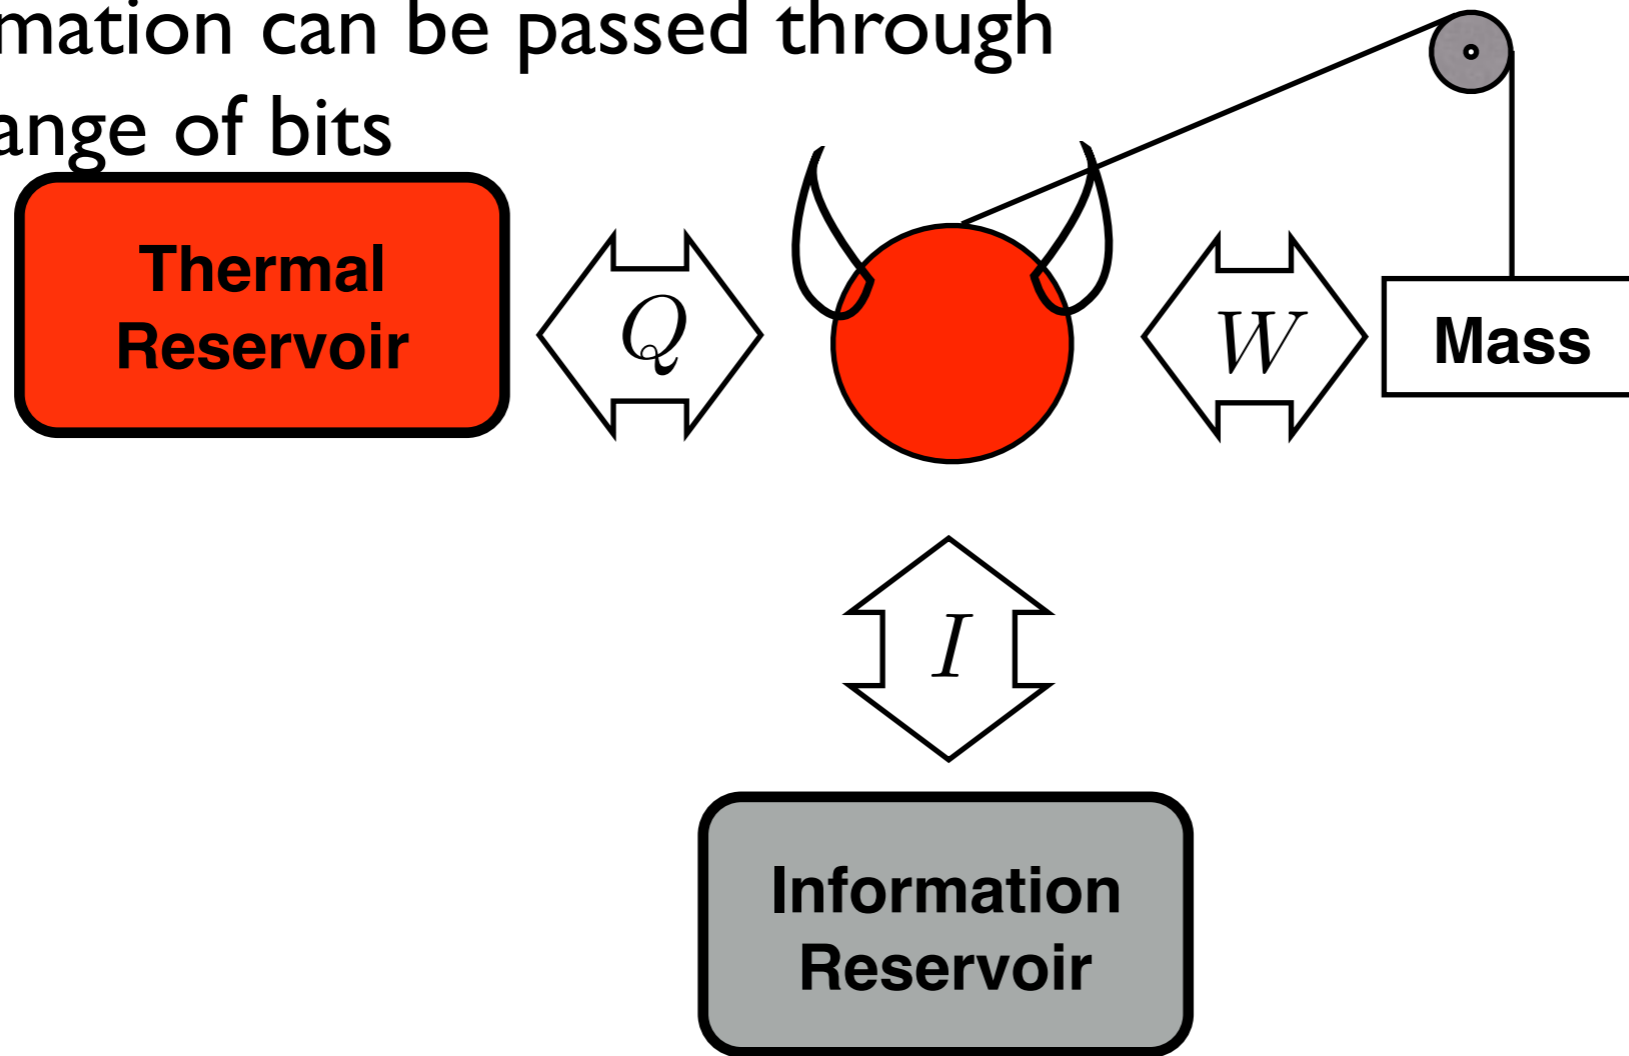 mation can be passed through
ange of bits
Thermal
Reservoir
Q
W
Mass
I
Information
Reservoir